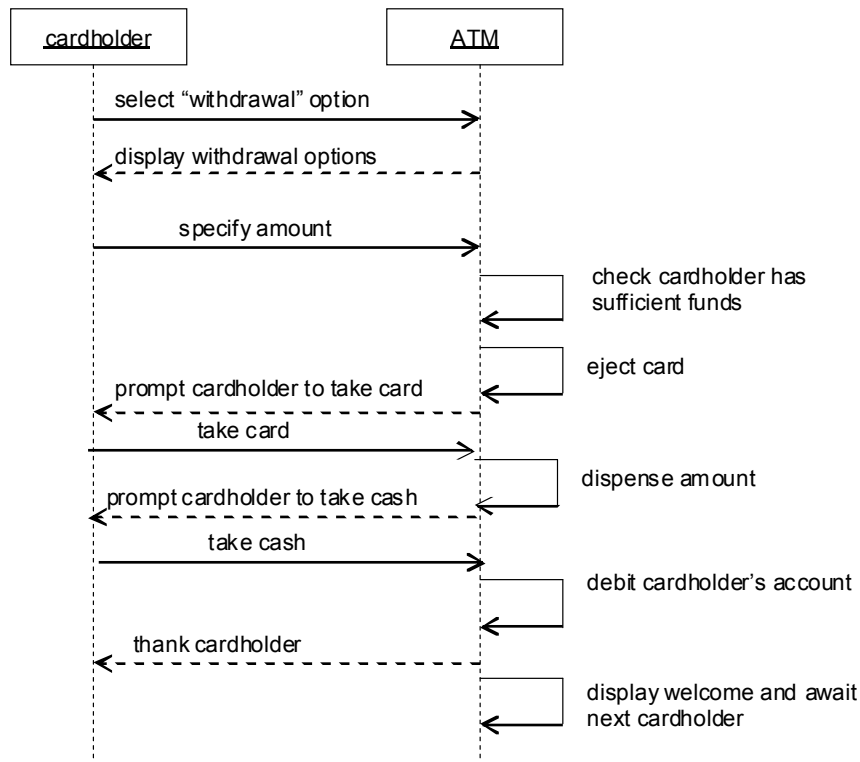 cardholder
ATM
select “withdrawal” option
display withdrawal options
specify amount
check cardholder has
sufficient funds
eject card
prompt cardholder to take card
take card
dispense amount
prompt cardholder to take cash
take cash
debit cardholder’s account
thank cardholder
display welcome and await
next cardholder